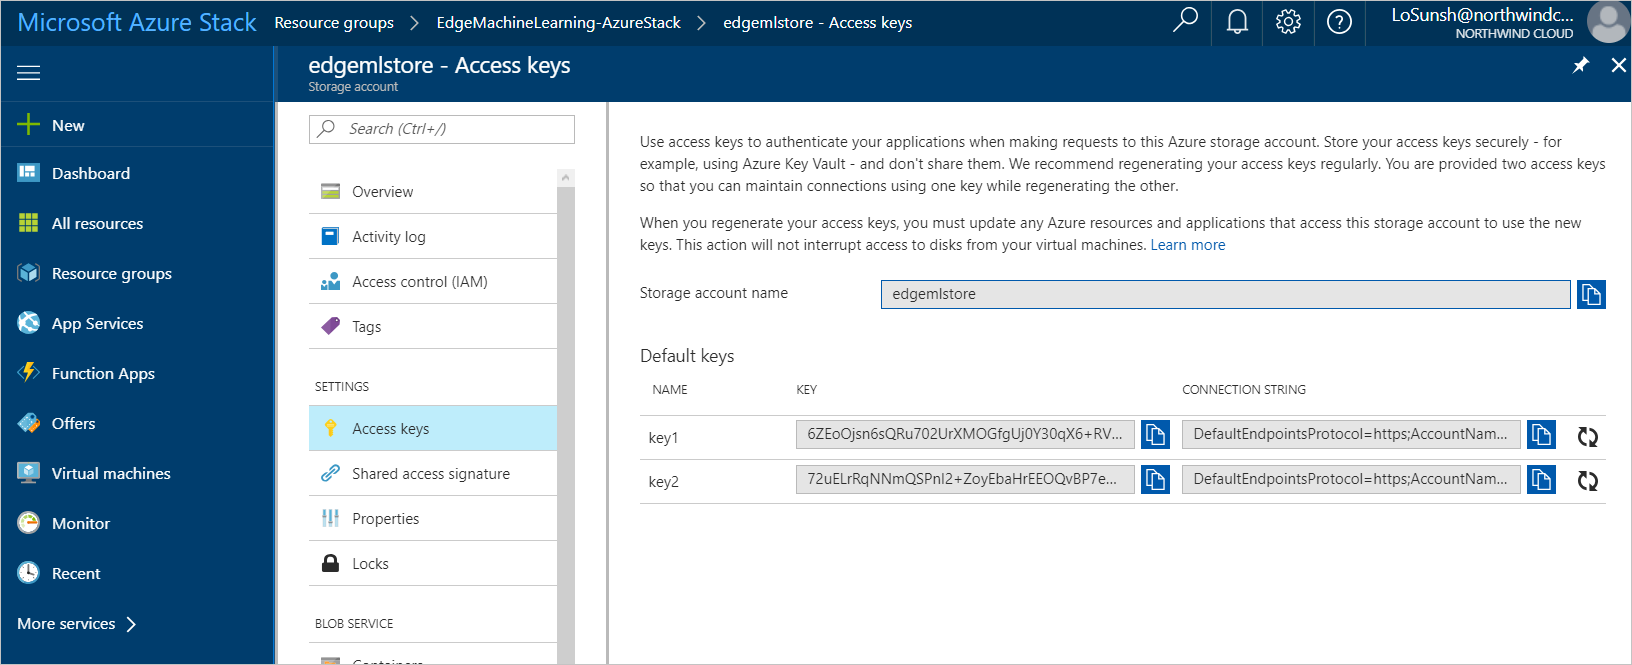 Microsoft Azure Stack Resource groups > EdgeMachineLearning-AzureStack > edgemlstore - Access keys
LoSunsh@northwindc...
NORTHWIND CLOUD
New
Dashboard
All resources
Resource groups
App Services
Function Apps
Offers
Virtual machines
Monitor
Recent
More services
edgemlstore - Access keys
Storage account
Search (Ctrl+/)
Overview
Activity log
Access control (IAM)
Tags
SETTINGS
Access keys
Shared access signature
Properties
Locks
BLOB SERVICE
Containers
Use access keys to authenticate your applications when making requests to this Azure storage account. Store your access keys securely - for
example, using Azure Key Vault - and don't share them. We recommend regenerating your access keys regularly. You are provided two access keys
so that you can maintain connections using one key while regenerating the other.
When you regenerate your access keys, you must update any Azure resources and applications that access this storage account to use the new
keys. This action will not interrupt access to disks from your virtual machines. Learn more
Storage account name edgemlstore
Default keys
NAME KEY CONNECTION STRING
key1 6ZEoOjsn6sQRu702UrXMOGfgUj0Y30qX6+RV... DefaultEndpointsProtocol=https;AccountNam...
key2 72uELrRqNNmQSPnI2+ZoyEbaHrEEOQvBP7e... DefaultEndpointsProtocol=https;AccountNam...